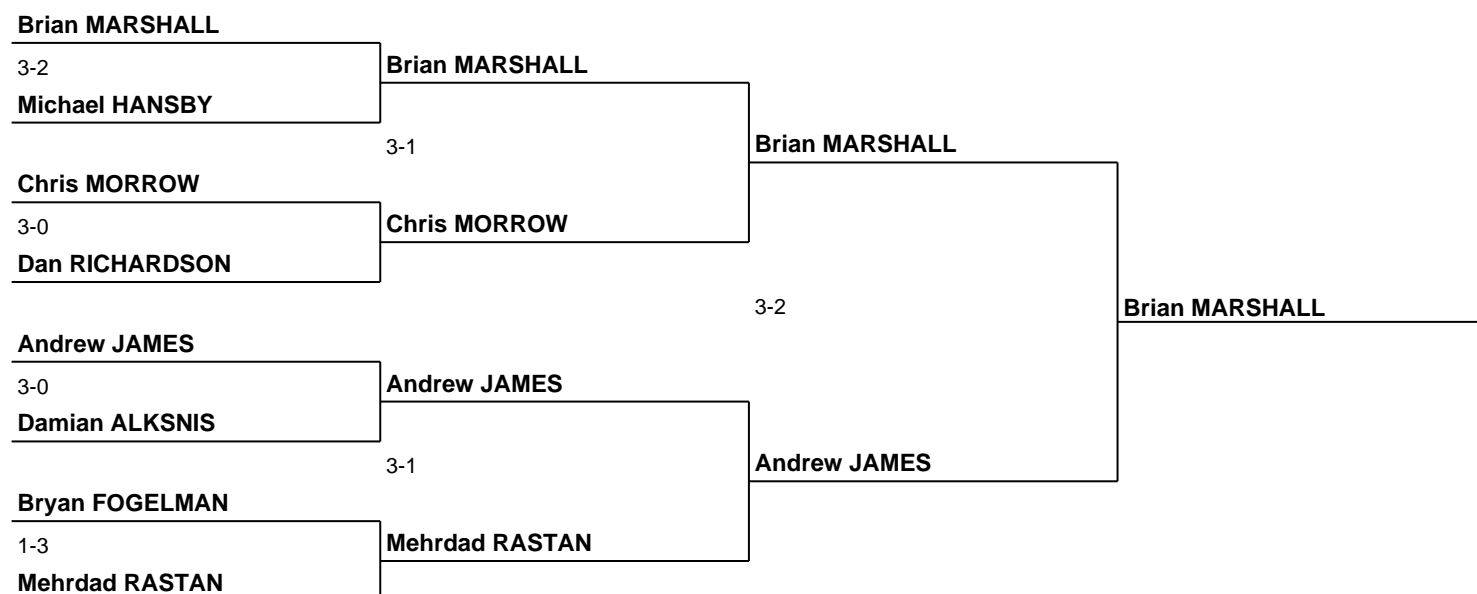 Brian MARSHALL
3-2
Michael HANSBY
Chris MORROW
3-0
Dan RICHARDSON
Andrew JAMES
3-0
Damian ALKSNIS
Bryan FOGELMAN
1-3
Mehrdad RASTAN
Brian MARSHALL
3-1
Chris MORROW
Andrew JAMES
3-1
Mehrdad RASTAN
Brian MARSHALL
3-2
Andrew JAMES
Brian MARSHALL